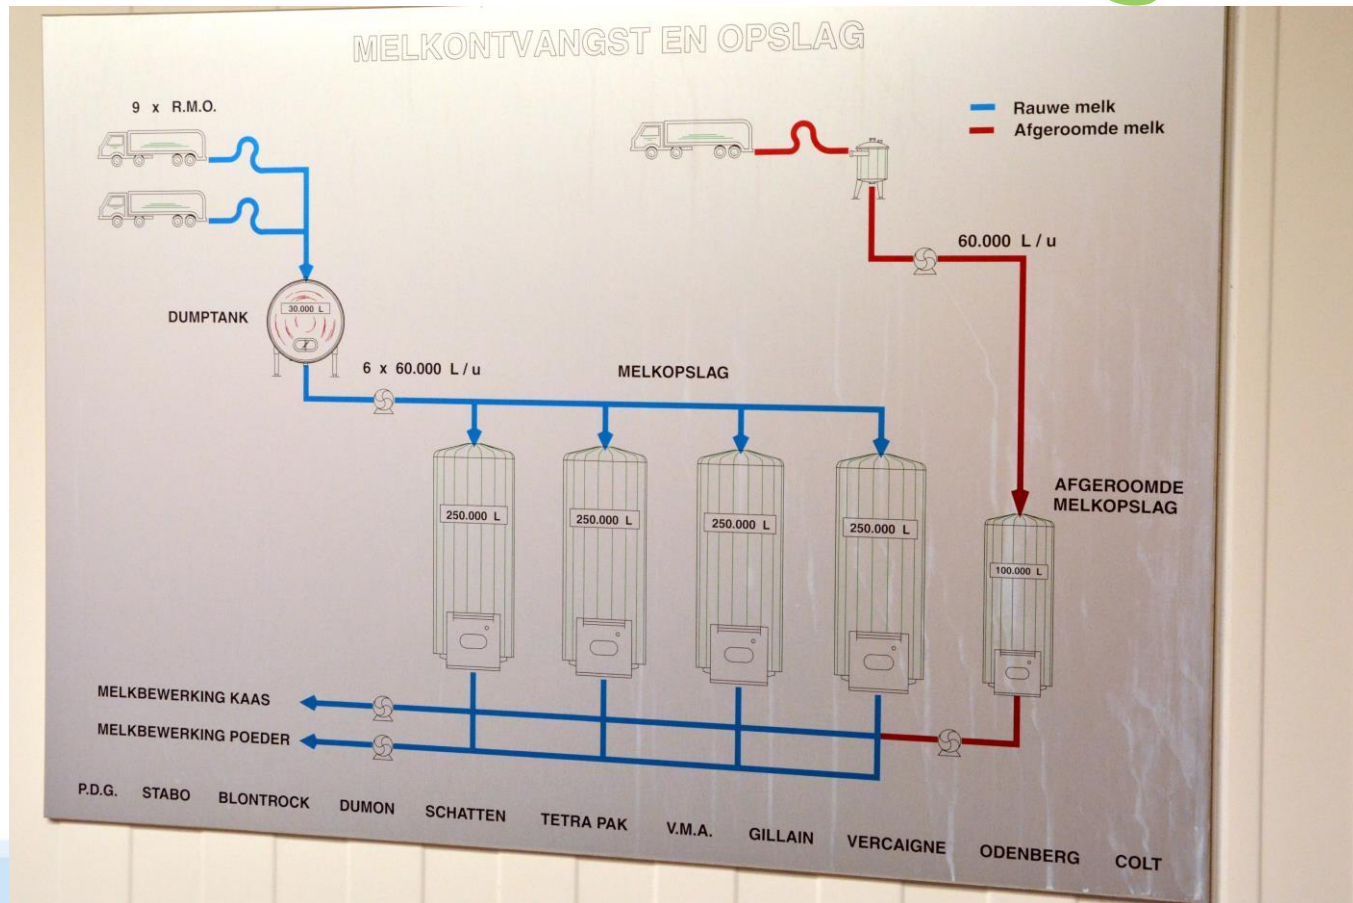 MELKONTVANGST EN OPSLAG
9 x R.M.O.
Rauwe melk
Afgeroomde melk
60.000 L / u
DUMPTANK
30.000 L
6 x 60.000 L / u
MELKOPSLAG
AFGEROOMDE
MELKOPSLAG
250.000 L
250.000 L
250.000 L
250.000 L
100.000 L
MELKBEWERKING KAAS
MELKBEWERKING POEDER
P.D.G. STABO BLONTROCK DUMON SCHATTEN TETRA PAK V.M.A. GILLAIN VERCAIGNE ODENBERG COLT